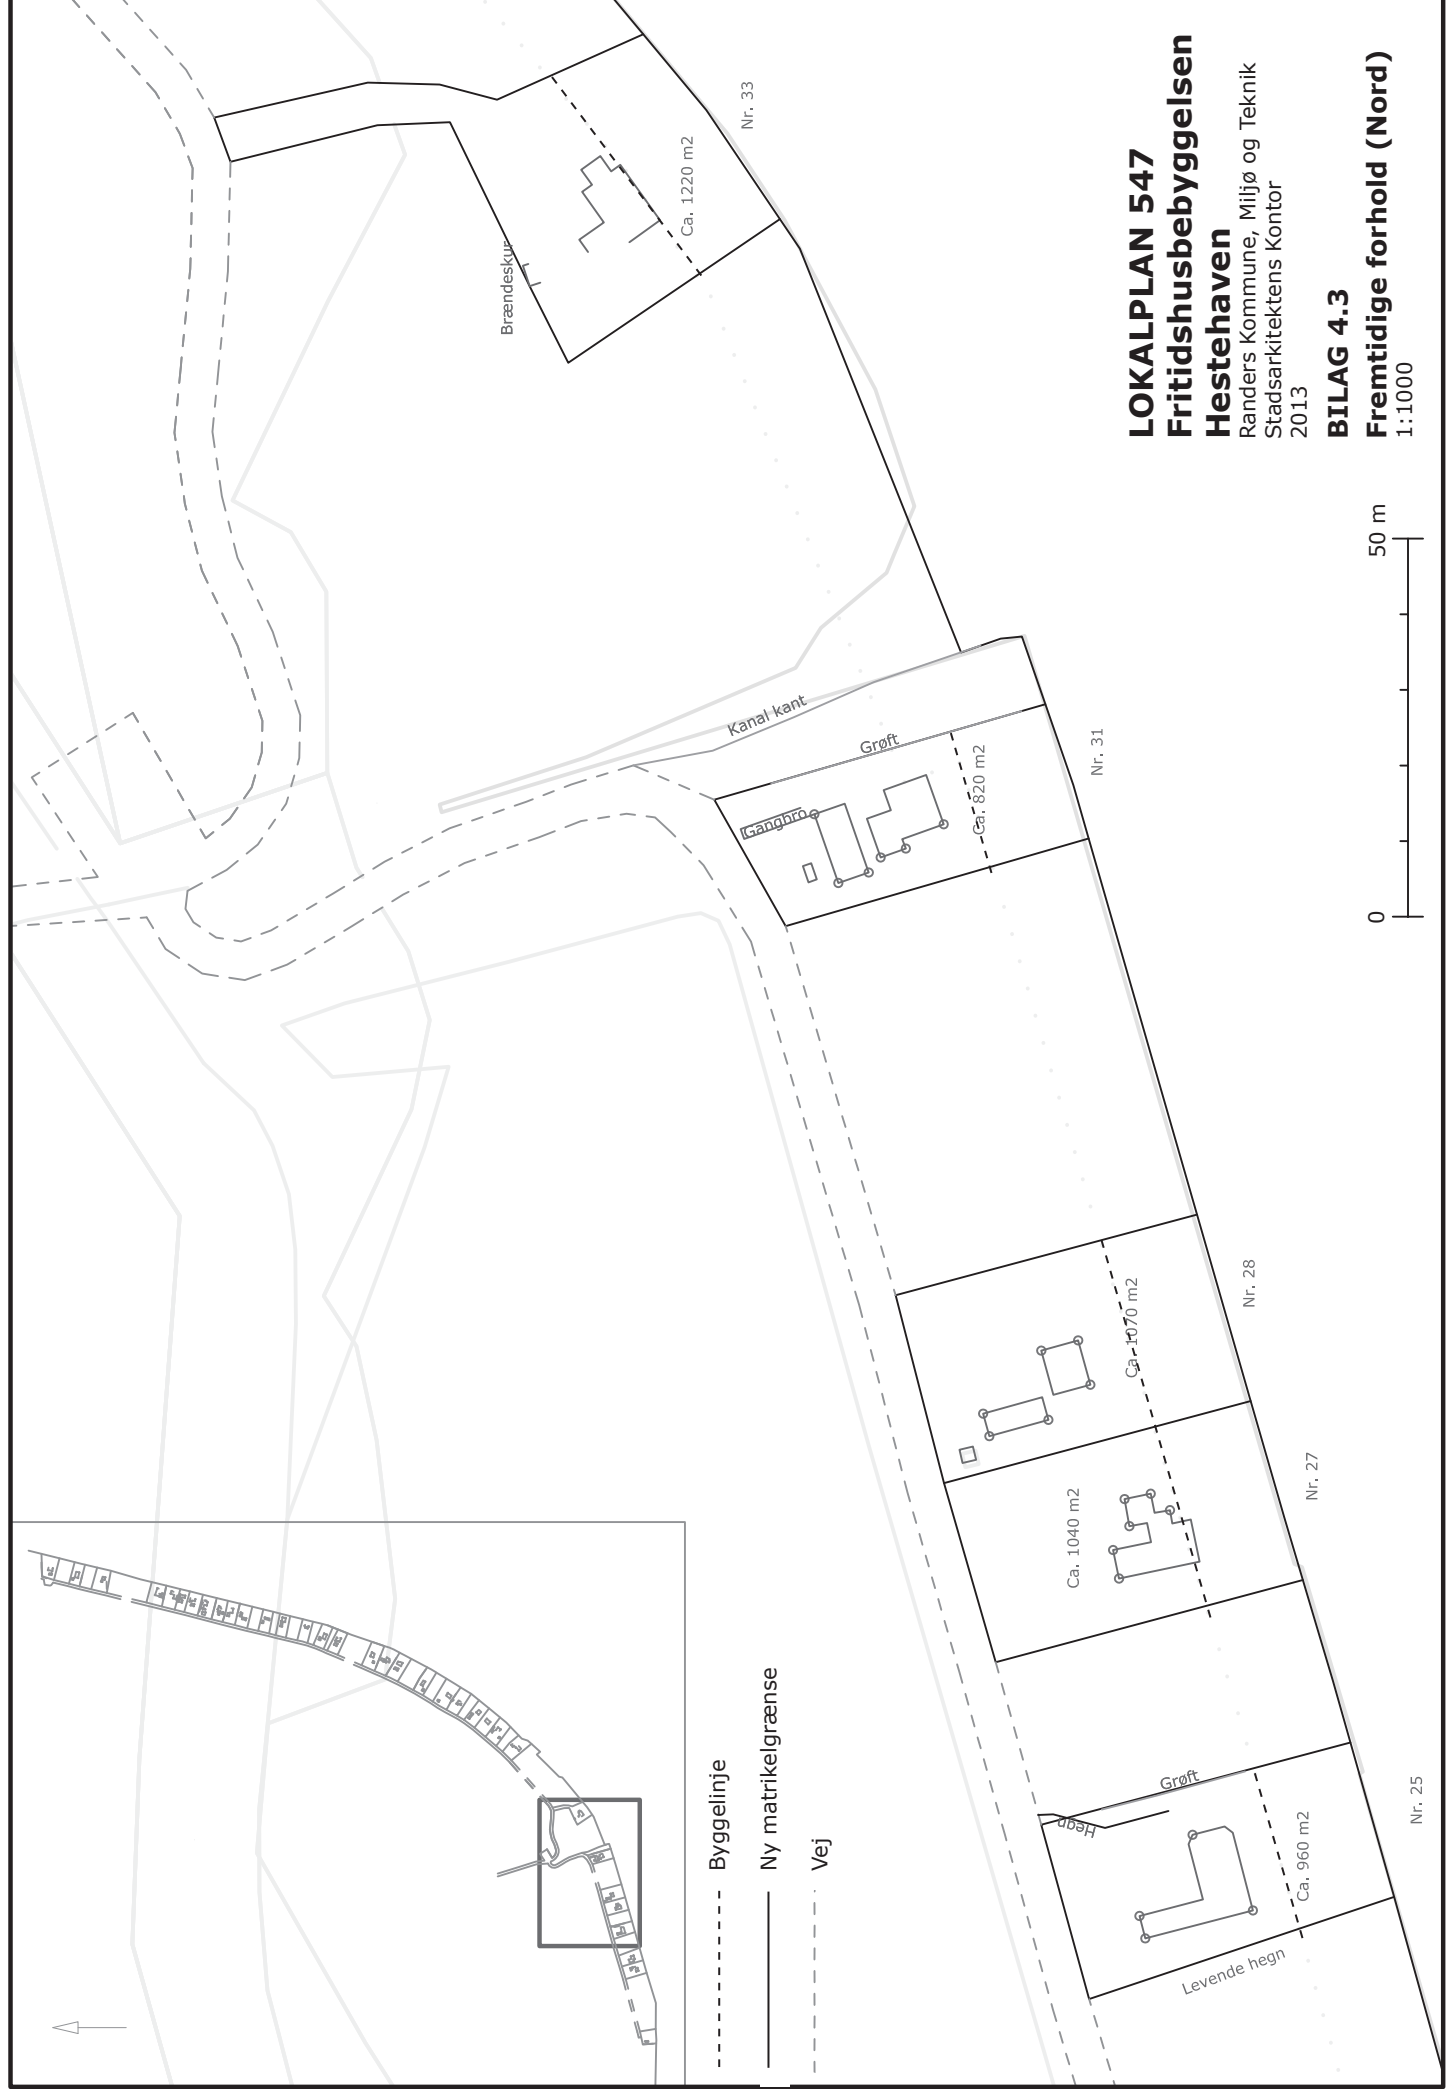 LOKALPLAN 547
Fritidshusbebyggelsen
Hestehaven
Randers Kommune, Miljø og Teknik
Stadsarkitektens Kontor
2013
BILAG 4.3
Fremtidige forhold (Nord)
1:1000
0
50 m
Byggelinje
Ny matrikelgrænse
Vej
Nr. 25
Ca. 960 m2
Levende hegn
Hegn
Grøft
Nr. 27
Ca. 1040 m2
Nr. 28
Ca. 1070 m2
Nr. 31
Ca. 820 m2
Gangbro
Grøft
Kanal kant
Nr. 33
Ca. 1220 m2
Brændeskur